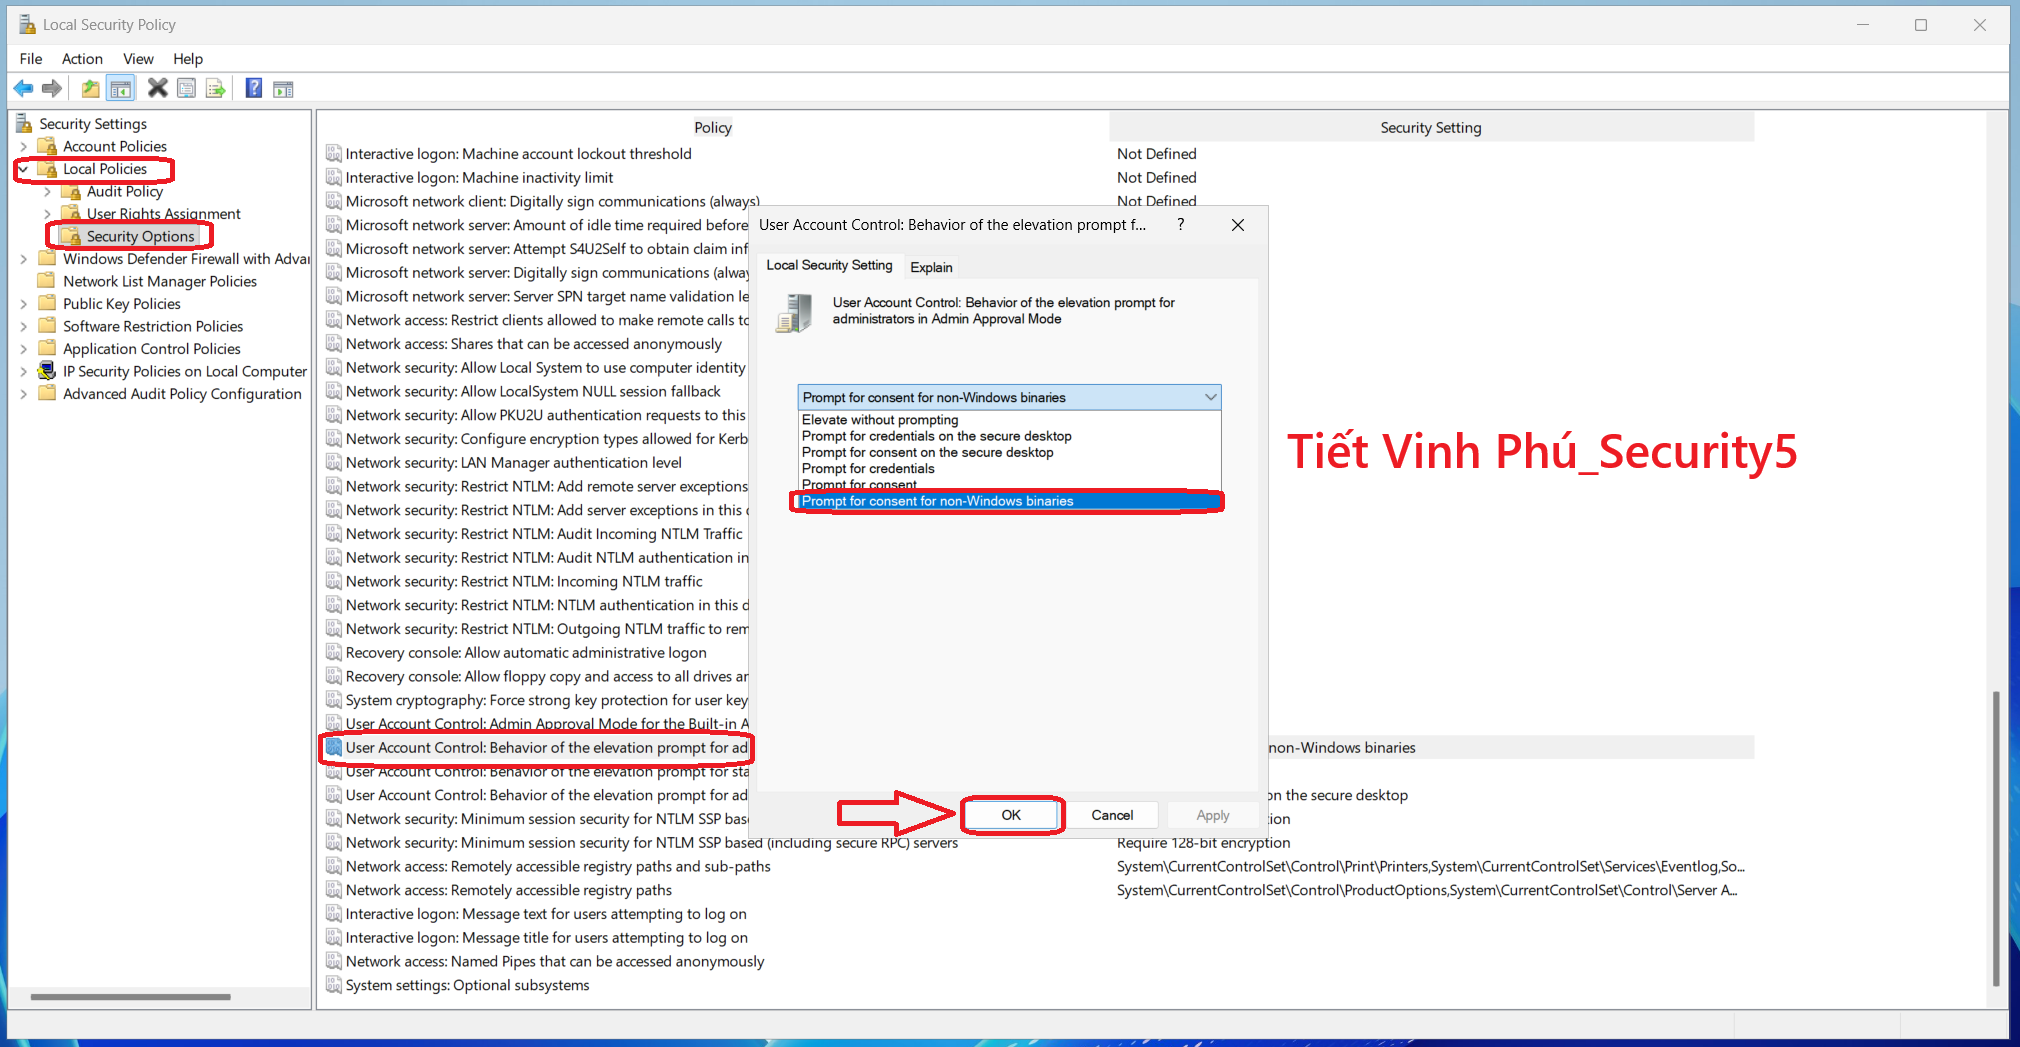 Local Security Policy
File Action View Help
Security Settings
Account Policies
Local Policies
Audit Policy
User Rights Assignment
Security Options
Windows Defender Firewall with Advar
Network List Manager Policies
Public Key Policies
Software Restriction Policies
Application Control Policies
IP Security Policies on Local Computer
Advanced Audit Policy Configuration
Policy Security Setting
Interactive logon: Machine account lockout threshold Not Defined
Interactive logon: Machine inactivity limit Not Defined
Microsoft network client: Digitally sign communications (always) Not Defined
Microsoft network server: Amount of idle time required before
Microsoft network server: Attempt S4U2Self to obtain claim inf
Microsoft network server: Digitally sign communications (alway
Microsoft network server: Server SPN target name validation le
Network access: Restrict clients allowed to make remote calls to
Network access: Shares that can be accessed anonymously
Network security: Allow Local System to use computer identity
Network security: Allow LocalSystem NULL session fallback
Network security: Allow PKU2U authentication requests to this
Network security: Configure encryption types allowed for Kerb
Network security: LAN Manager authentication level
Network security: Restrict NTLM: Add remote server exceptions
Network security: Restrict NTLM: Add server exceptions in this d
Network security: Restrict NTLM: Audit Incoming NTLM Traffic
Network security: Restrict NTLM: Audit NTLM authentication in
Network security: Restrict NTLM: Incoming NTLM traffic
Network security: Restrict NTLM: NTLM authentication in this d
Network security: Restrict NTLM: Outgoing NTLM traffic to rem
Recovery console: Allow automatic administrative logon
Recovery console: Allow floppy copy and access to all drives ar
System cryptography: Force strong key protection for user key
User Account Control: Admin Approval Mode for the Built-in A
User Account Control: Behavior of the elevation prompt for ad non-Windows binaries
User Account Control: Behavior of the elevation prompt for sta
User Account Control: Behavior of the elevation prompt for ad n the secure desktop
Network security: Minimum session security for NTLM SSP base ion
Network security: Minimum session security for NTLM SSP based (including secure RPC) servers Require 128-bit encryption
Network access: Remotely accessible registry paths and sub-paths System\CurrentControlSet\Control\Print\Printers,System\CurrentControlSet\Services\Eventlog,So...
Network access: Remotely accessible registry paths System\CurrentControlSet\Control\ProductOptions,System\CurrentControlSet\Control\Server A...
Interactive logon: Message text for users attempting to log on
Interactive logon: Message title for users attempting to log on
Network access: Named Pipes that can be accessed anonymously
System settings: Optional subsystems
User Account Control: Behavior of the elevation prompt f... ?
Local Security Setting Explain
User Account Control: Behavior of the elevation prompt for
administrators in Admin Approval Mode
Prompt for consent for non-Windows binaries
Elevate without prompting
Prompt for credentials on the secure desktop
Prompt for consent on the secure desktop
Prompt for credentials
Prompt for consent
Prompt for consent for non-Windows binaries
OK Cancel Apply
Tiết Vinh Phú_Security5